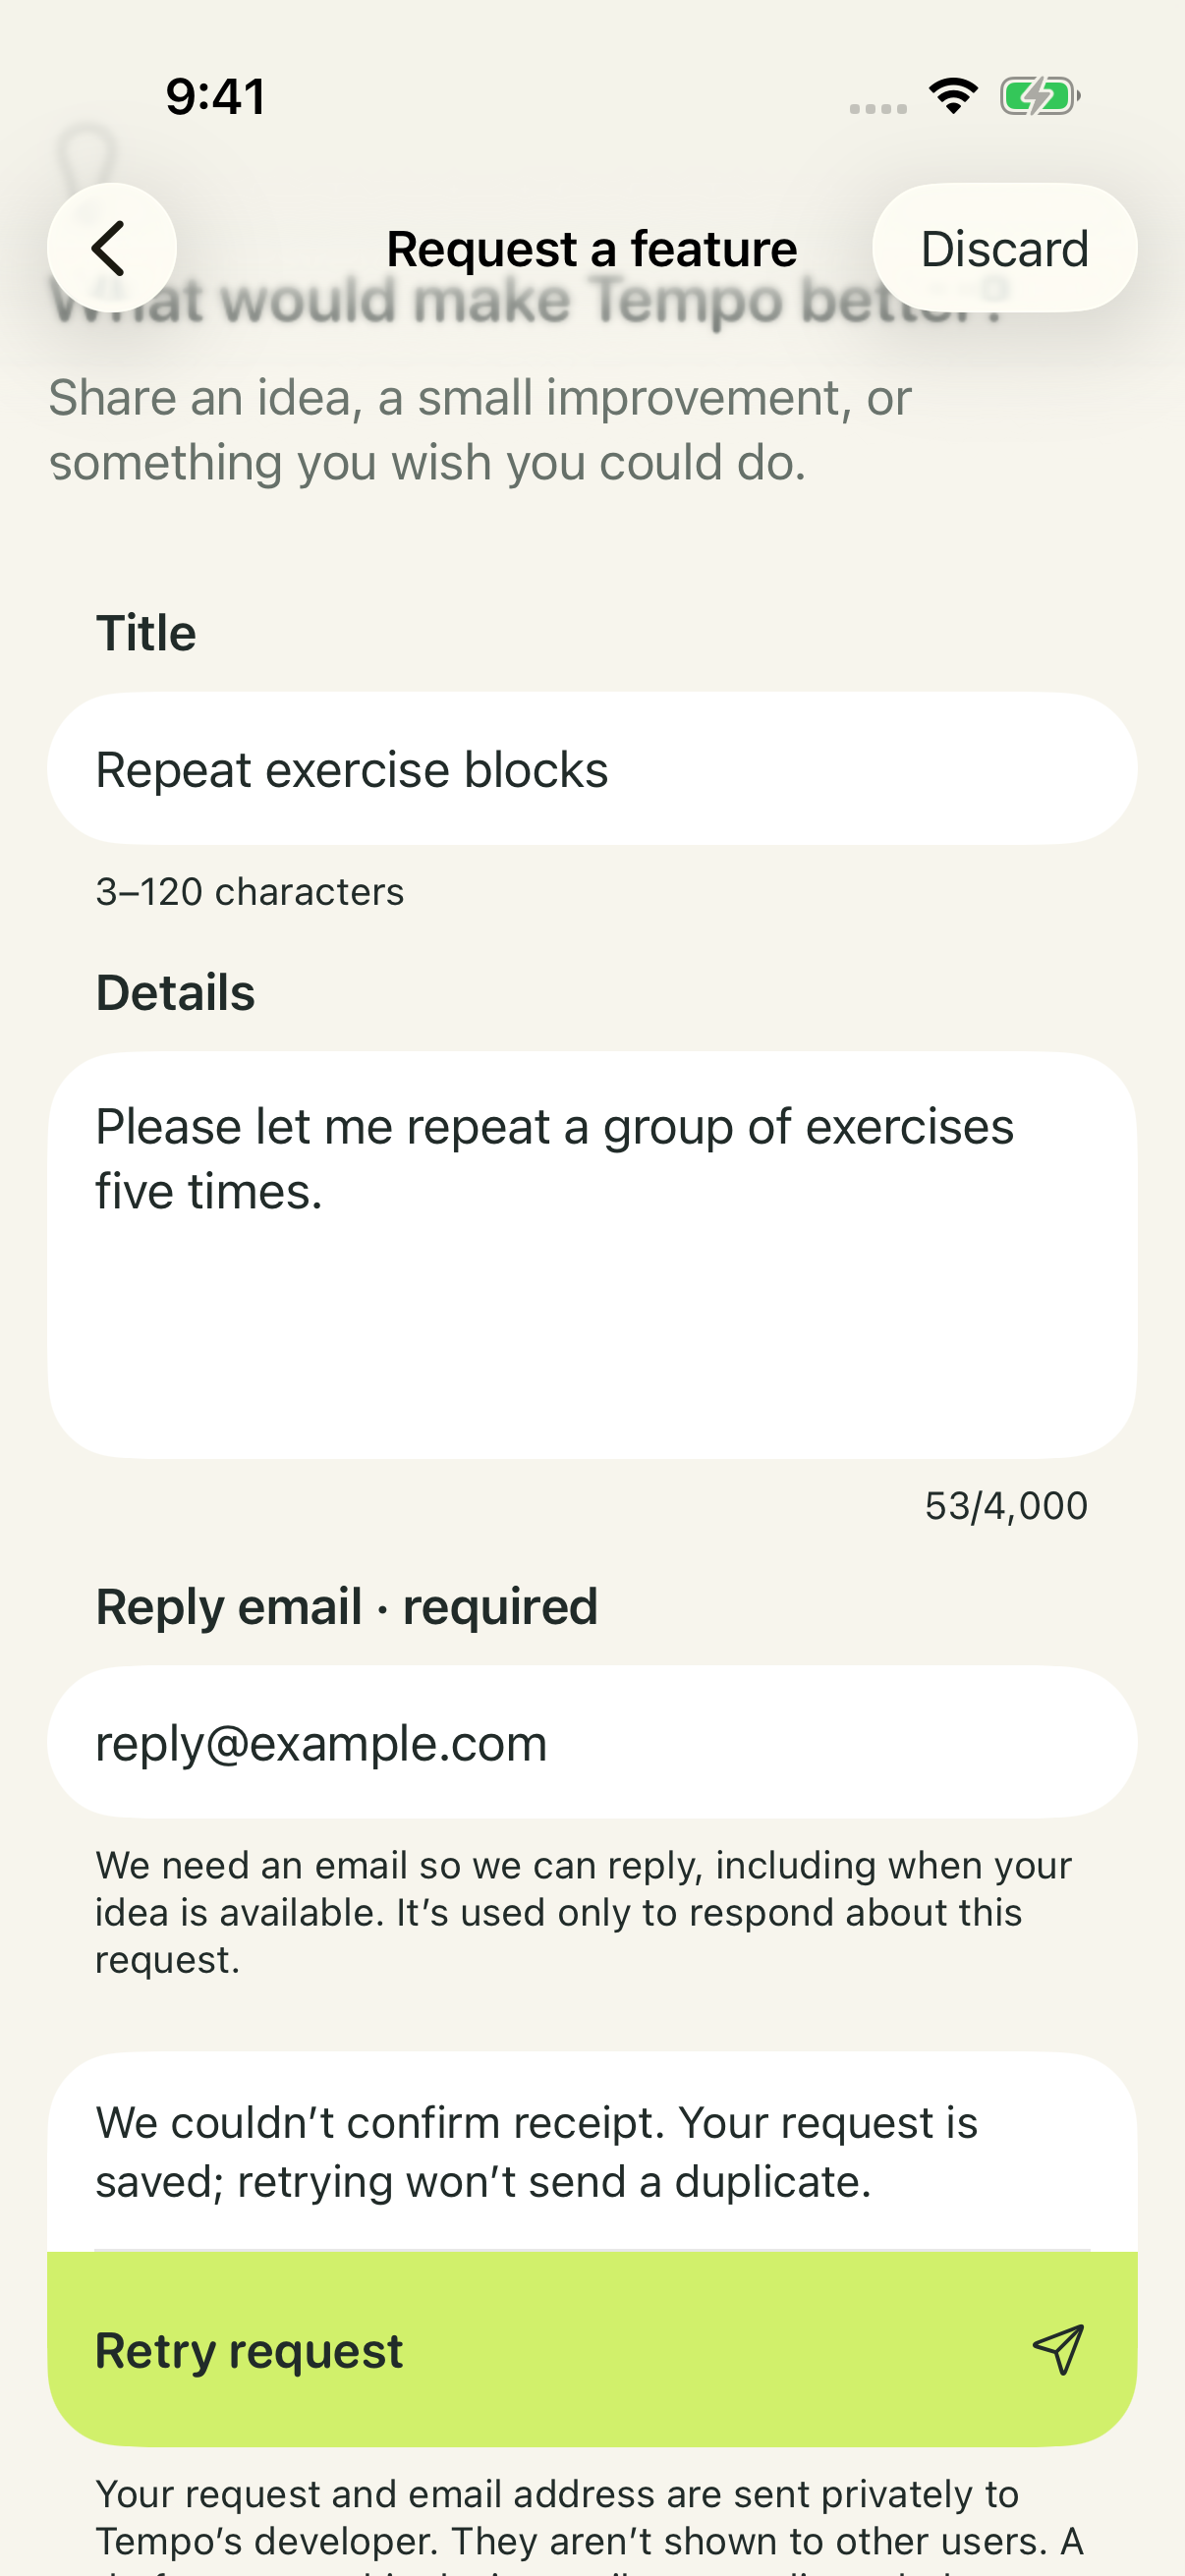 9:41
Request a feature
Discard
What would make Tempo better?
Share an idea, a small improvement, or
something you wish you could do.
Title
Repeat exercise blocks
3–120 characters
Details
Please let me repeat a group of exercises
five times.
53/4,000
Reply email · required
reply@example.com
We need an email so we can reply, including when your
idea is available. It’s used only to respond about this
request.
We couldn’t confirm receipt. Your request is
saved; retrying won’t send a duplicate.
Retry request
Your request and email address are sent privately to
Tempo’s developer. They aren’t shown to other users. A